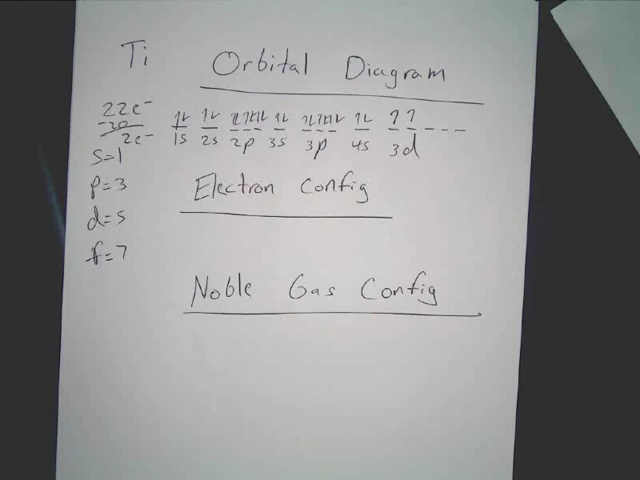 Ti
Orbital Diagram
22e⁻
-20
2e⁻
1s 2s 2p 3s 3p 4s 3d
s=1
p=3
d=5
f=7
Electron Config
Noble Gas Config